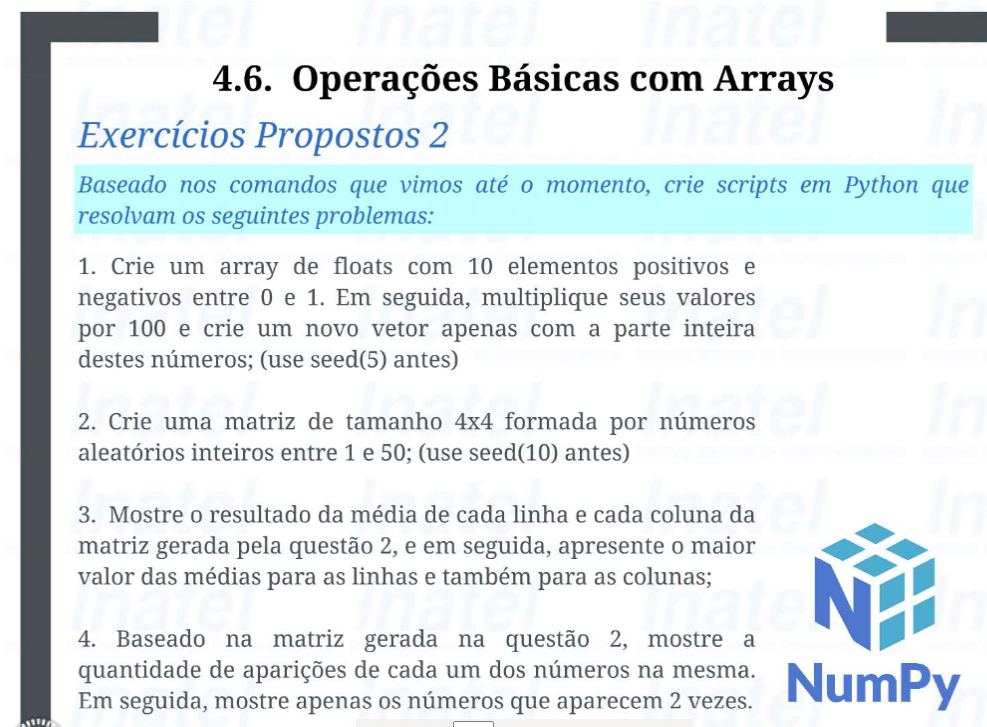 4.6. Operações Básicas com Arrays
Exercícios Propostos 2
Baseado nos comandos que vimos até o momento, crie scripts em Python que
resolvam os seguintes problemas:
1. Crie um array de floats com 10 elementos positivos e
negativos entre 0 e 1. Em seguida, multiplique seus valores
por 100 e crie um novo vetor apenas com a parte inteira
destes números; (use seed(5) antes)
2. Crie uma matriz de tamanho 4x4 formada por números
aleatórios inteiros entre 1 e 50; (use seed(10) antes)
3. Mostre o resultado da média de cada linha e cada coluna da
matriz gerada pela questão 2, e em seguida, apresente o maior
valor das médias para as linhas e também para as colunas;
4. Baseado na matriz gerada na questão 2, mostre a
quantidade de aparições de cada um dos números na mesma.
Em seguida, mostre apenas os números que aparecem 2 vezes.
NumPy
Inatel